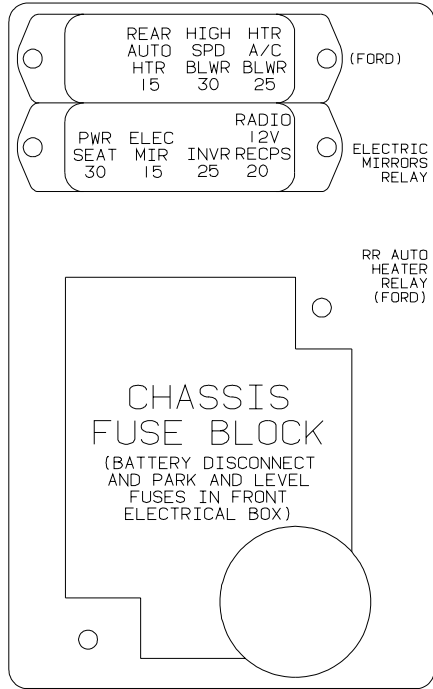 REAR HIGH HTR
AUTO SPD A/C
HTR BLWR BLWR
15 30 25
(FORD)
RADIO
PWR ELEC 12V
SEAT MIR INVR RECPS
30 15 25 20
ELECTRIC
MIRRORS
RELAY
RR AUTO
HEATER
RELAY
(FORD)
CHASSIS
FUSE BLOCK
(BATTERY DISCONNECT
AND PARK AND LEVEL
FUSES IN FRONT
ELECTRICAL BOX)